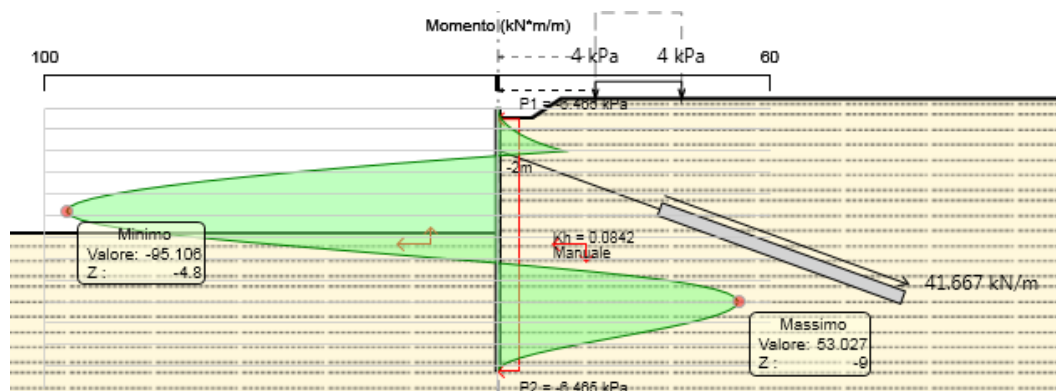 Momento (kN*m/m)
100
4 kPa
4 kPa
60
P1 = -6.465 kPa
-2m
Minimo
Valore: -95.106
Z : -4.8
Kh = 0.0842
Manuale
41.667 kN/m
Massimo
Valore: 53.027
Z : -9
P2 = -6.465 kPa